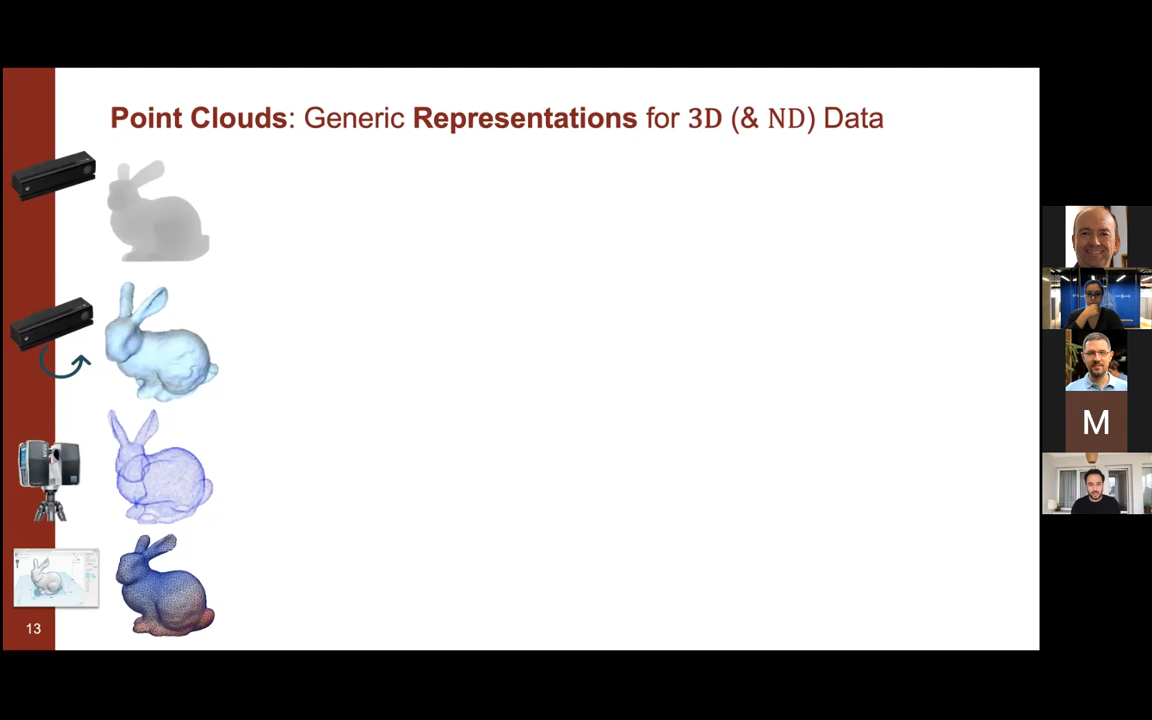 Point Clouds: Generic Representations for 3D (& ND) Data
M
13